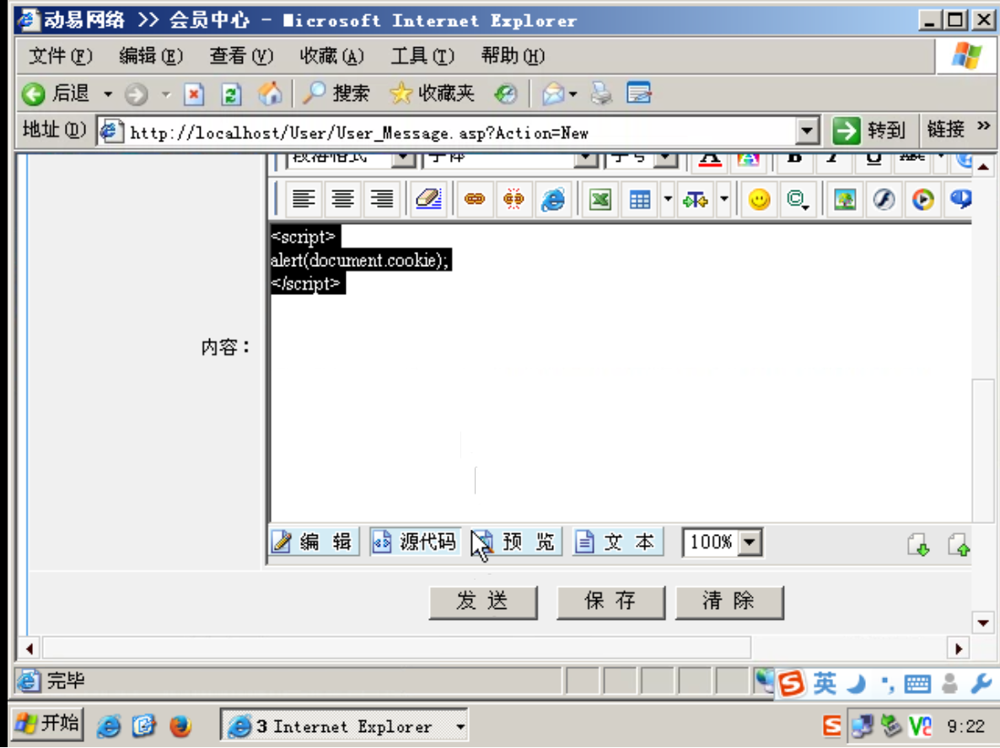 动易网络 >> 会员中心 - Microsoft Internet Explorer
文件(F) 编辑(E) 查看(V) 收藏(A) 工具(T) 帮助(H)
后退 搜索 收藏夹
地址(D) http://localhost/User/User_Message.asp?Action=New 转到 链接 »
段落格式 字体 字号 A B I U ABC
<script>
alert(document.cookie);
</script>
内容：
编 辑 源代码 预 览 文 本 100%
发 送 保 存 清 除
完毕 英
开始 3 Internet Explorer 9:22